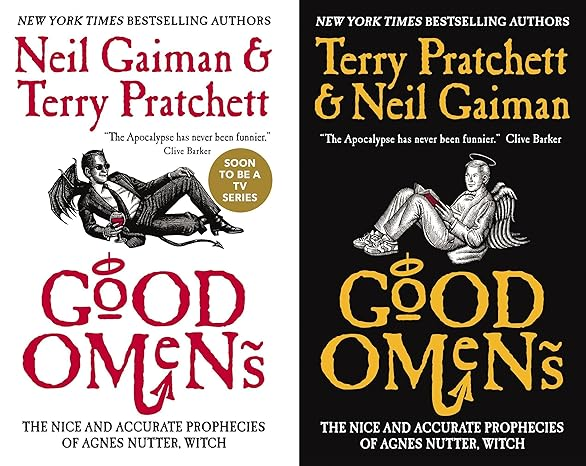 NEW YORK TIMES BESTSELLING AUTHORS
Neil Gaiman &
Terry Pratchett
“The Apocalypse has never been funnier.”
Clive Barker
SOON
TO BE A
TV
SERIES
GOOD
OMENS
THE NICE AND ACCURATE PROPHECIES
OF AGNES NUTTER, WITCH
NEW YORK TIMES BESTSELLING AUTHORS
Terry Pratchett
& Neil Gaiman
“The Apocalypse has never been funnier.” Clive Barker
GOOD
OMENS
THE NICE AND ACCURATE PROPHECIES
OF AGNES NUTTER, WITCH